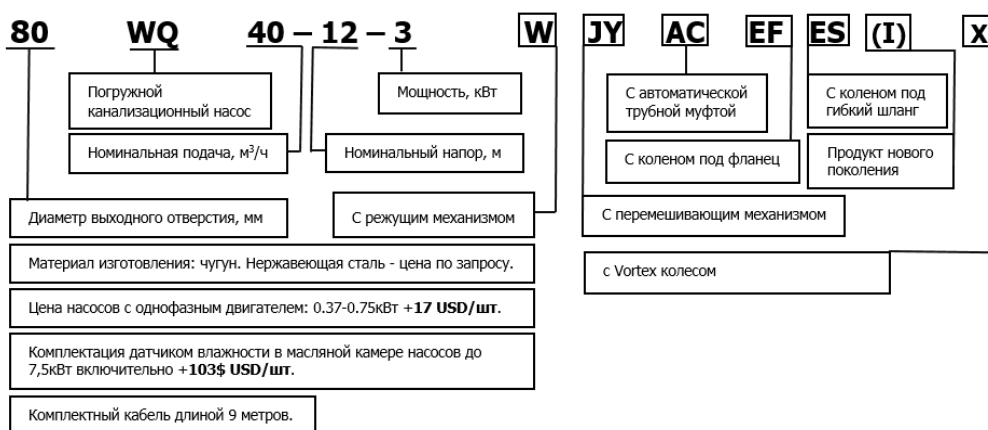 80 WQ 40 – 12 – 3 W JY AC EF ES (I) X
Погружной
канализационный насос
Мощность, кВт
С автоматической
трубной муфтой
С коленом под
гибкий шланг
Номинальная подача, м³/ч
Номинальный напор, м
С коленом под фланец
Продукт нового
поколения
Диаметр выходного отверстия, мм
С режущим механизмом
С перемешивающим механизмом
Материал изготовления: чугун. Нержавеющая сталь - цена по запросу.
с Vortex колесом
Цена насосов с однофазным двигателем: 0.37-0.75кВт +17 USD/шт.
Комплектация датчиком влажности в масляной камере насосов до
7,5кВт включительно +103$ USD/шт.
Комплектный кабель длиной 9 метров.